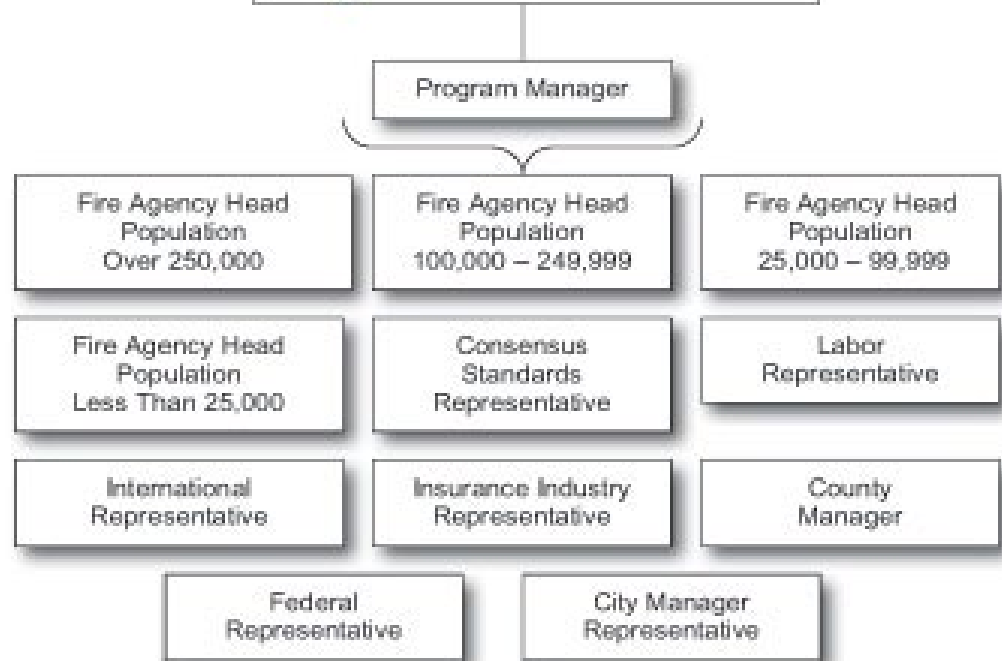 Program Manager
Fire Agency Head
Population
Over 250,000
Fire Agency Head
Population
100,000 – 249,999
Fire Agency Head
Population
25,000 – 99,999
Fire Agency Head
Population
Less Than 25,000
Consensus
Standards
Representative
Labor
Representative
International
Representative
Insurance Industry
Representative
County
Manager
Federal
Representative
City Manager
Representative